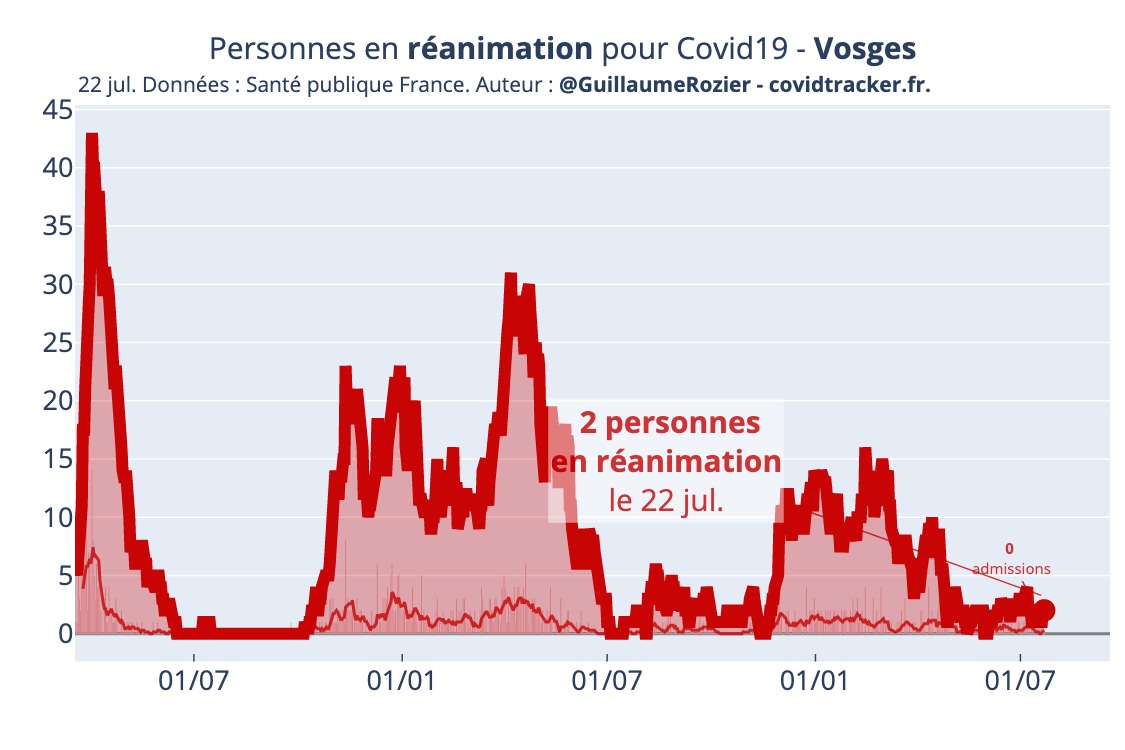 Personnes en réanimation pour Covid19 - Vosges
22 jul. Données : Santé publique France. Auteur : @GuillaumeRozier - covidtracker.fr.
45
40
35
30
25
20
15
10
5
0
2 personnes
en réanimation
le 22 jul.
0
admissions
01/07
01/01
01/07
01/01
01/07